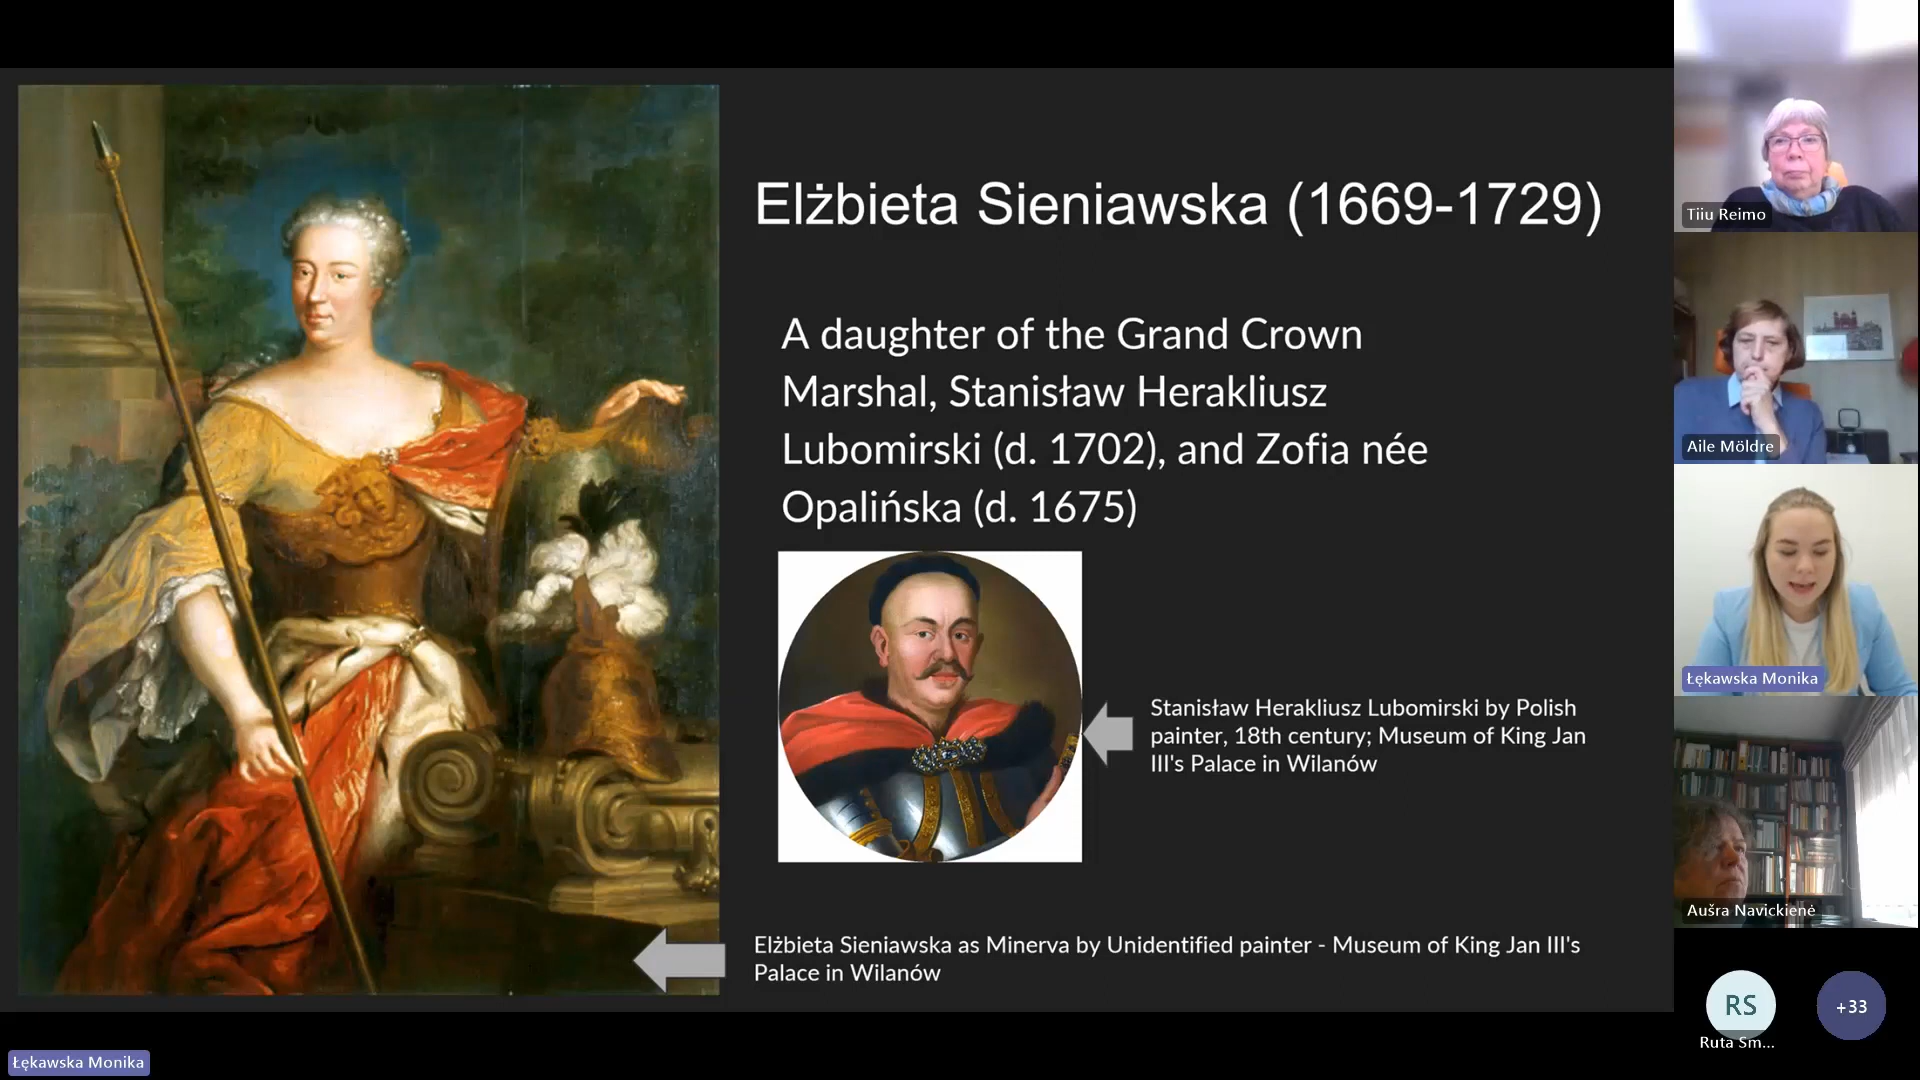 Elżbieta Sieniawska (1669-1729)
A daughter of the Grand Crown
Marshal, Stanisław Herakliusz
Lubomirski (d. 1702), and Zofia née
Opalińska (d. 1675)
Stanisław Herakliusz Lubomirski by Polish
painter, 18th century; Museum of King Jan
III's Palace in Wilanów
Elżbieta Sieniawska as Minerva by Unidentified painter - Museum of King Jan III's
Palace in Wilanów
Łękawska Monika
Tiiu Reimo
Aile Möldre
Łękawska Monika
Aušra Navickienė
RS
Ruta Sm...
+33